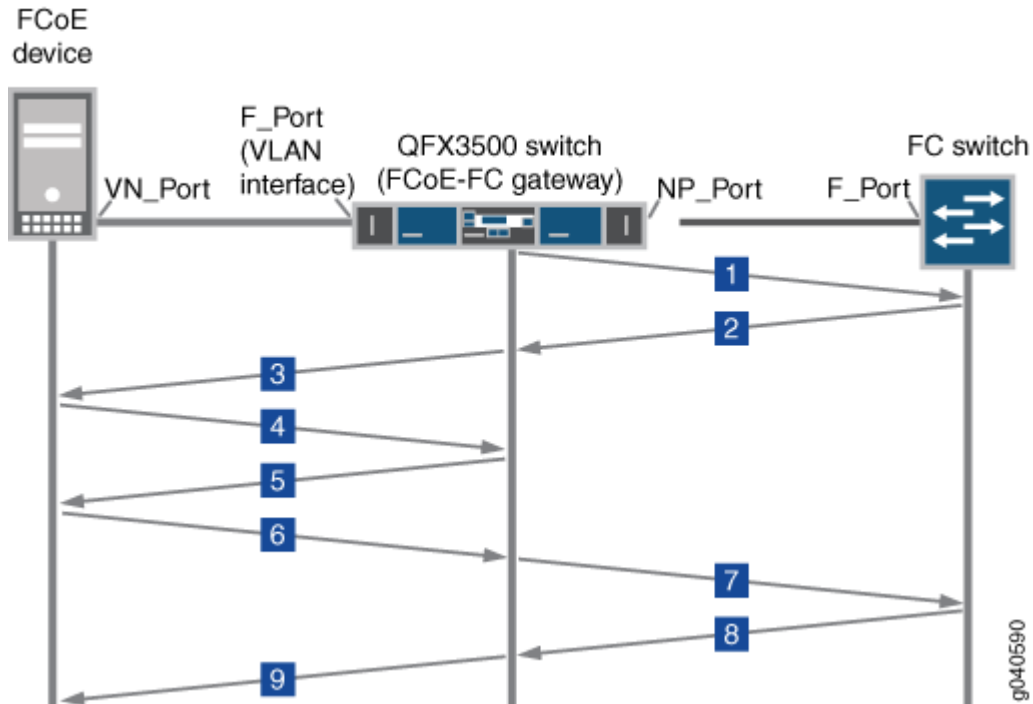 FCoE
device
F_Port
(VLAN
interface)
QFX3500 switch
(FCoE-FC gateway)
FC switch
VN_Port
NP_Port
F_Port
1
2
3
4
5
6
7
8
9
g040590